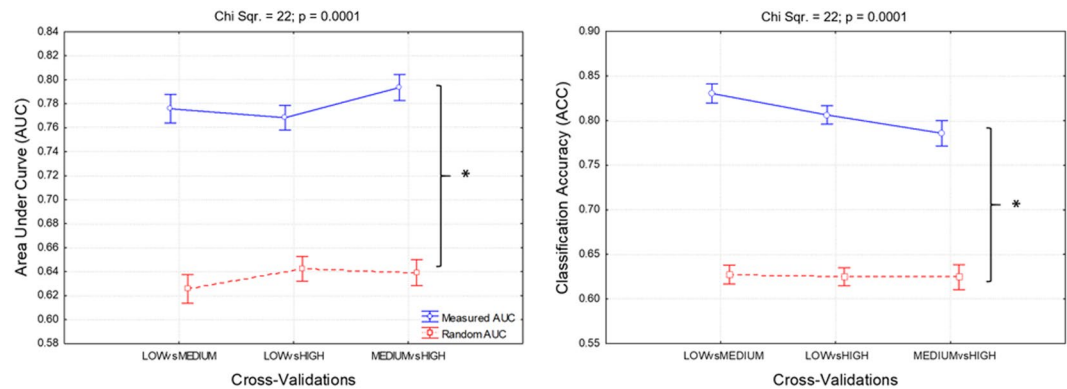 Chi Sqr. = 22; p = 0.0001
Area Under Curve (AUC)
0.84
0.82
0.80
0.78
0.76
0.74
0.72
0.70
0.68
0.66
0.64
0.62
0.60
0.58
*
Measured AUC
Random AUC
LOWvsMEDIUM LOWvsHIGH MEDIUMvsHIGH
Cross-Validations
Chi Sqr. = 22; p = 0.0001
Classification Accuracy (ACC)
0.90
0.85
0.80
0.75
0.70
0.65
0.60
0.55
*
LOWvsMEDIUM LOWvsHIGH MEDIUMvsHIGH
Cross-Validations